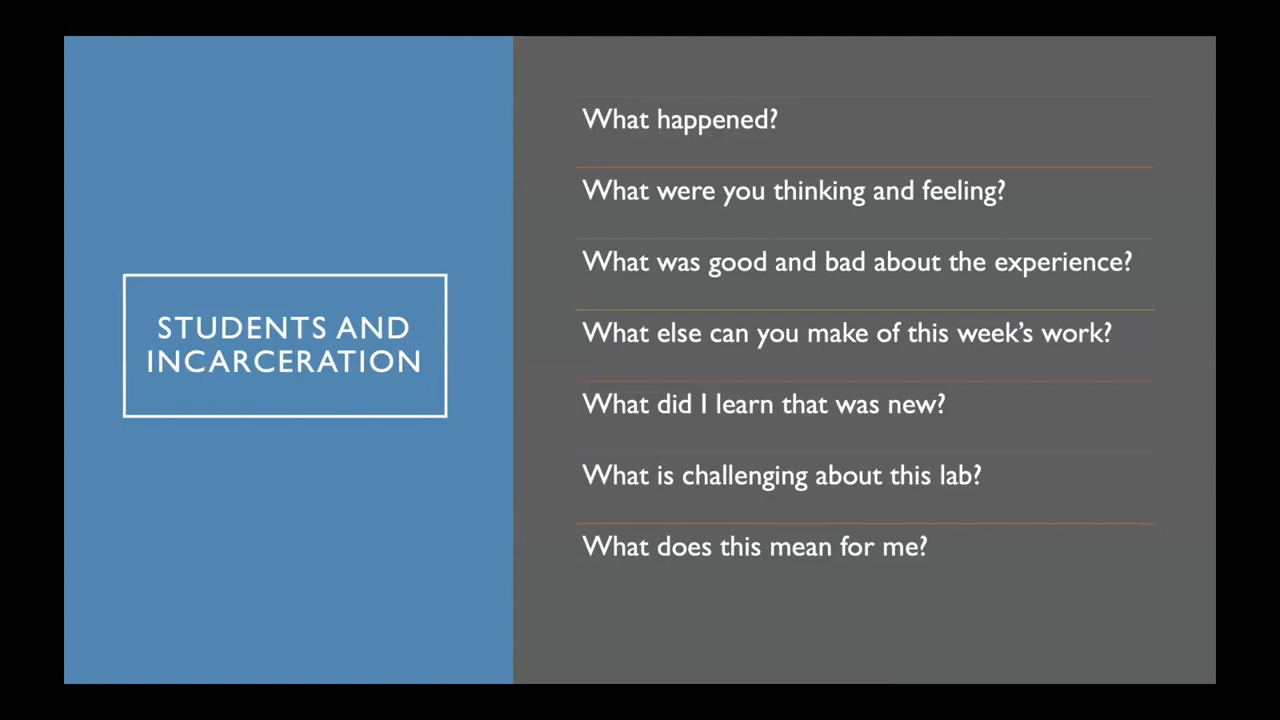 STUDENTS AND
INCARCERATION
What happened?
What were you thinking and feeling?
What was good and bad about the experience?
What else can you make of this week's work?
What did I learn that was new?
What is challenging about this lab?
What does this mean for me?